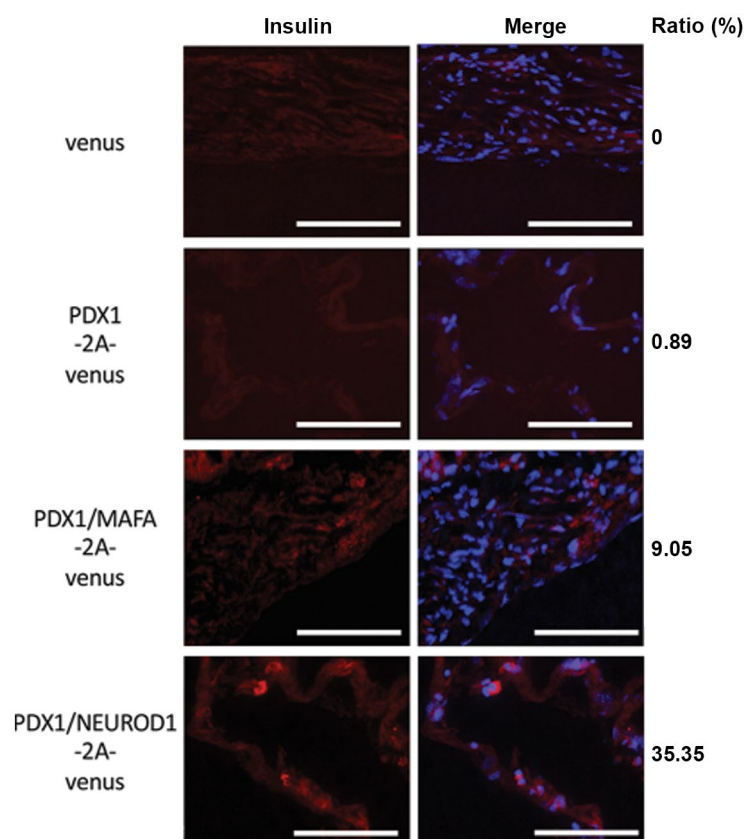 Insulin Merge Ratio (%)
venus 0
PDX1
-2A-
venus
0.89
PDX1/MAFA
-2A-
venus
9.05
PDX1/NEUROD1
-2A-
venus
35.35